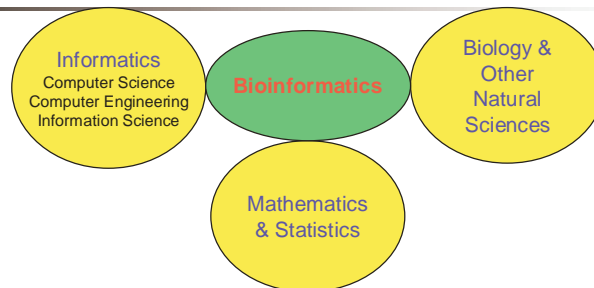 Informatics
Computer Science
Computer Engineering
Information Science
Bioinformatics
Biology &
Other
Natural
Sciences
Mathematics
& Statistics